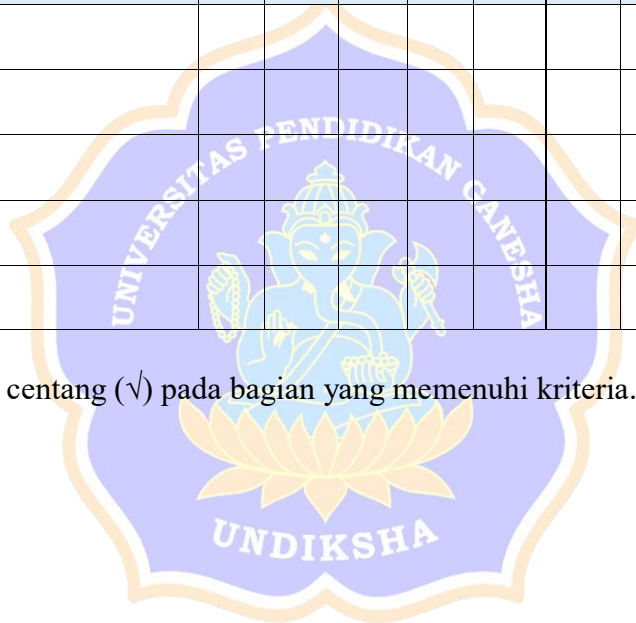 UNIVERSITAS PENDIDIKAN GANESHA
centang (√) pada bagian yang memenuhi kriteria.
UNDIKSHA